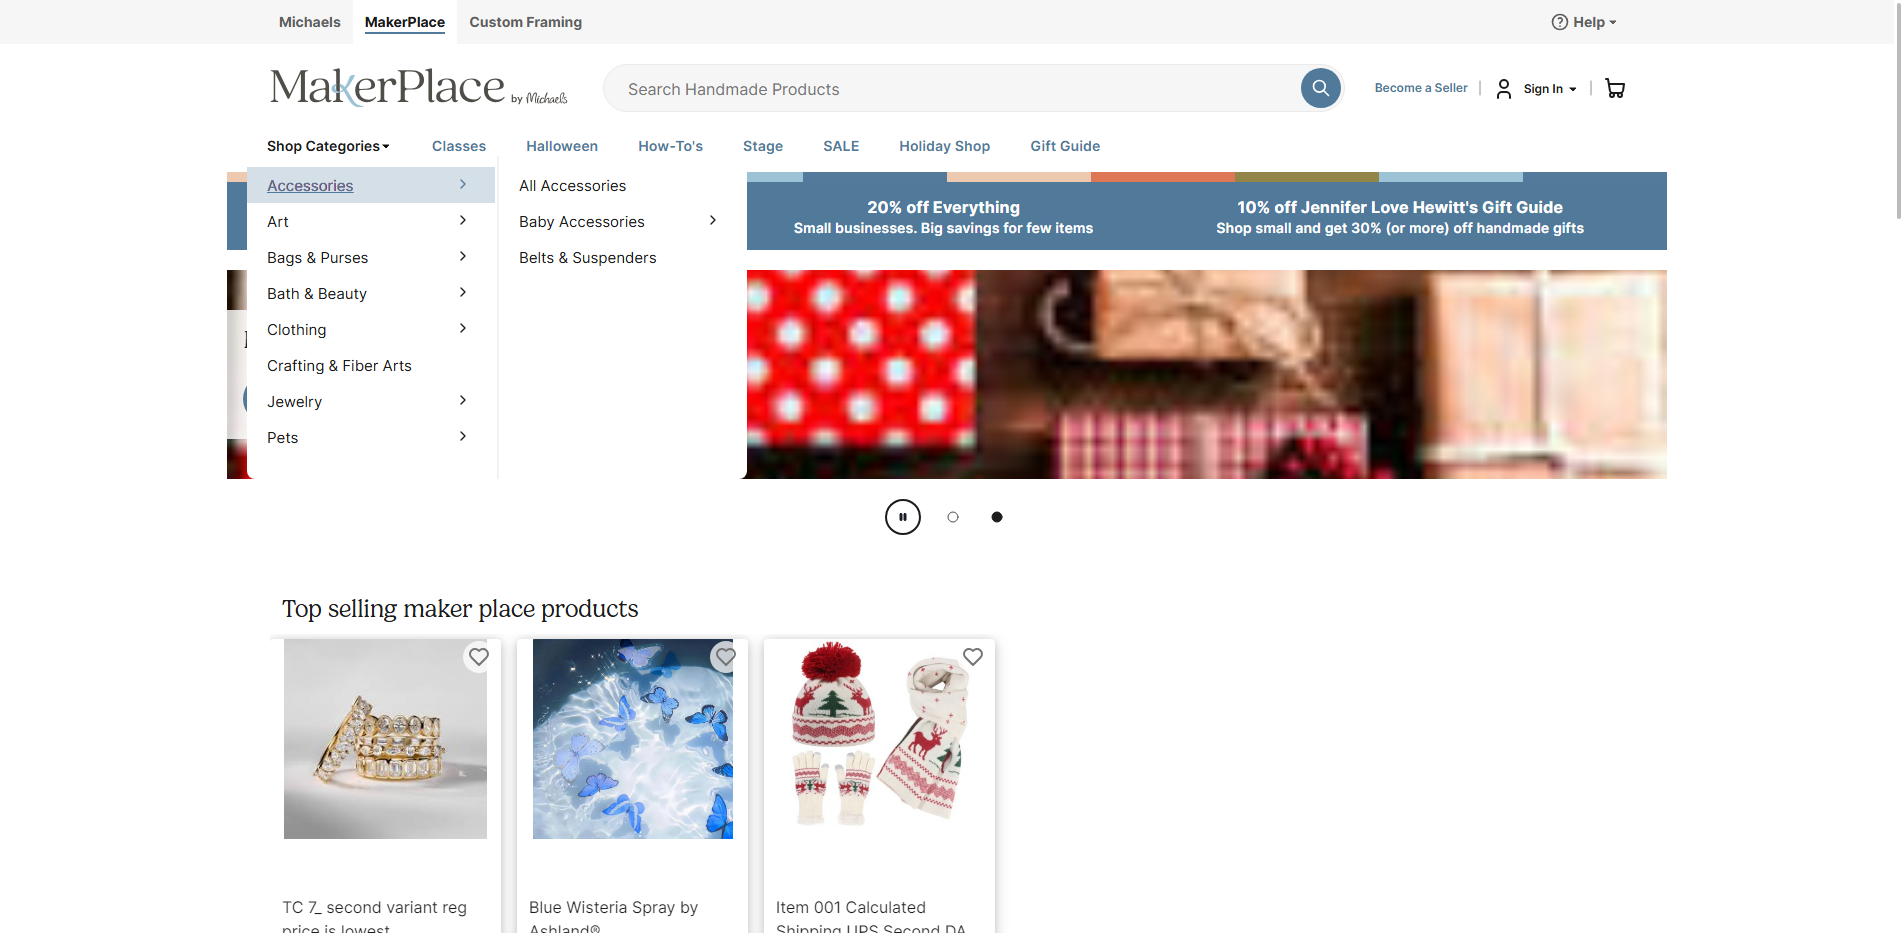 Michaels
MakerPlace
Custom Framing
Help
MakerPlace by Michaels
Search Handmade Products
Become a Seller
Sign In
Shop Categories
Classes
Halloween
How-To's
Stage
SALE
Holiday Shop
Gift Guide
Accessories
Art
Bags & Purses
Bath & Beauty
Clothing
Crafting & Fiber Arts
Jewelry
Pets
All Accessories
Baby Accessories
Belts & Suspenders
20% off Everything
Small businesses. Big savings for few items
10% off Jennifer Love Hewitt's Gift Guide
Shop small and get 30% (or more) off handmade gifts
Top selling maker place products
TC 7_ second variant reg
price is lowest
Blue Wisteria Spray by
Ashland®
Item 001 Calculated
Shipping UPS Second DA